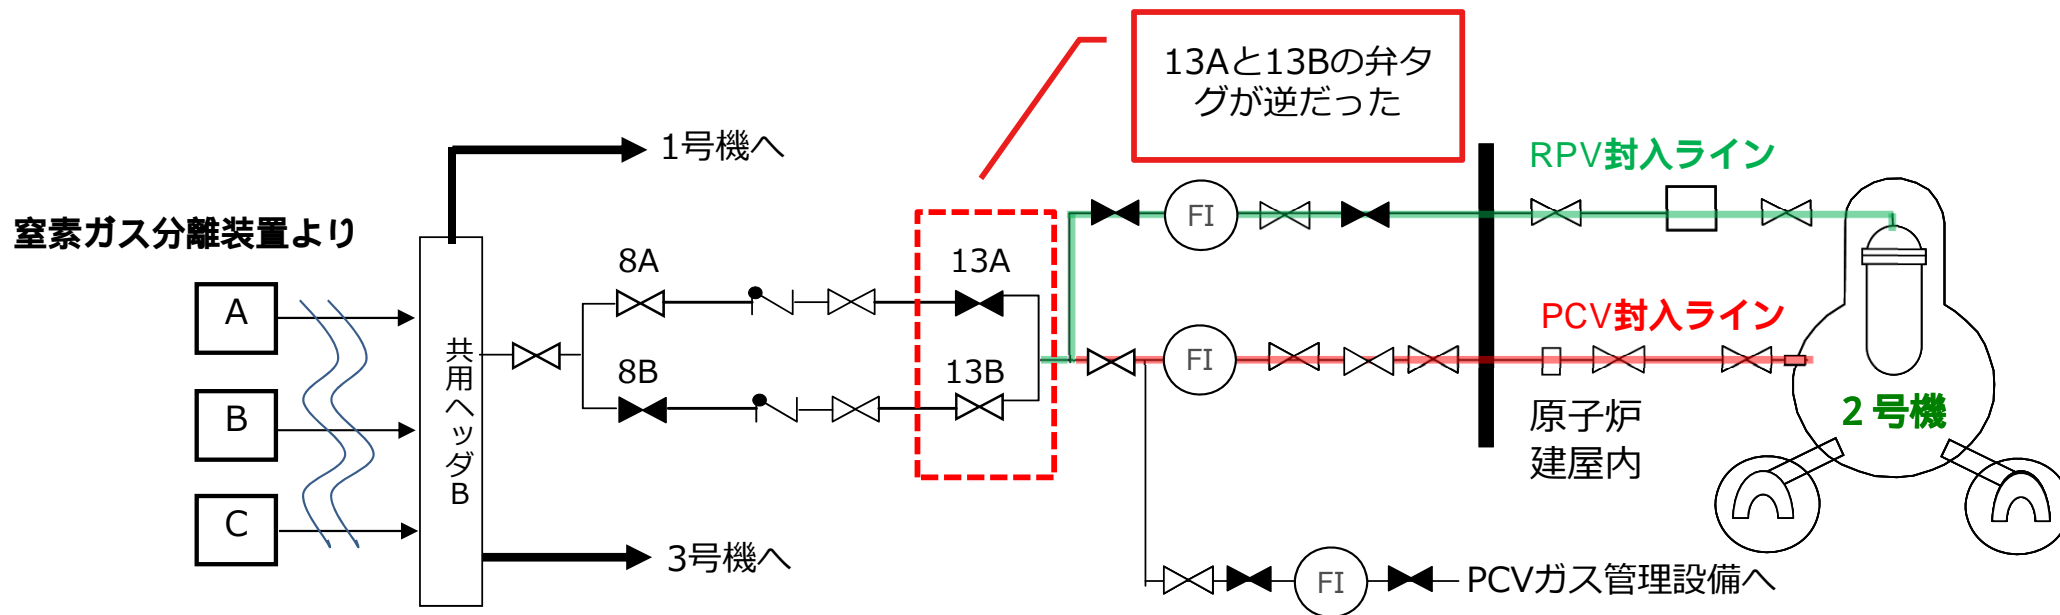 13Aと13Bの弁タ
グが逆だった
1号機へ
RPV封入ライン
窒素ガス分離装置より
FI
8A
13A
A
PCV封入ライン
共用ヘッダB
FI
8B
13B
B
原子炉
建屋内
2号機
C
3号機へ
FI
PCVガス管理設備へ